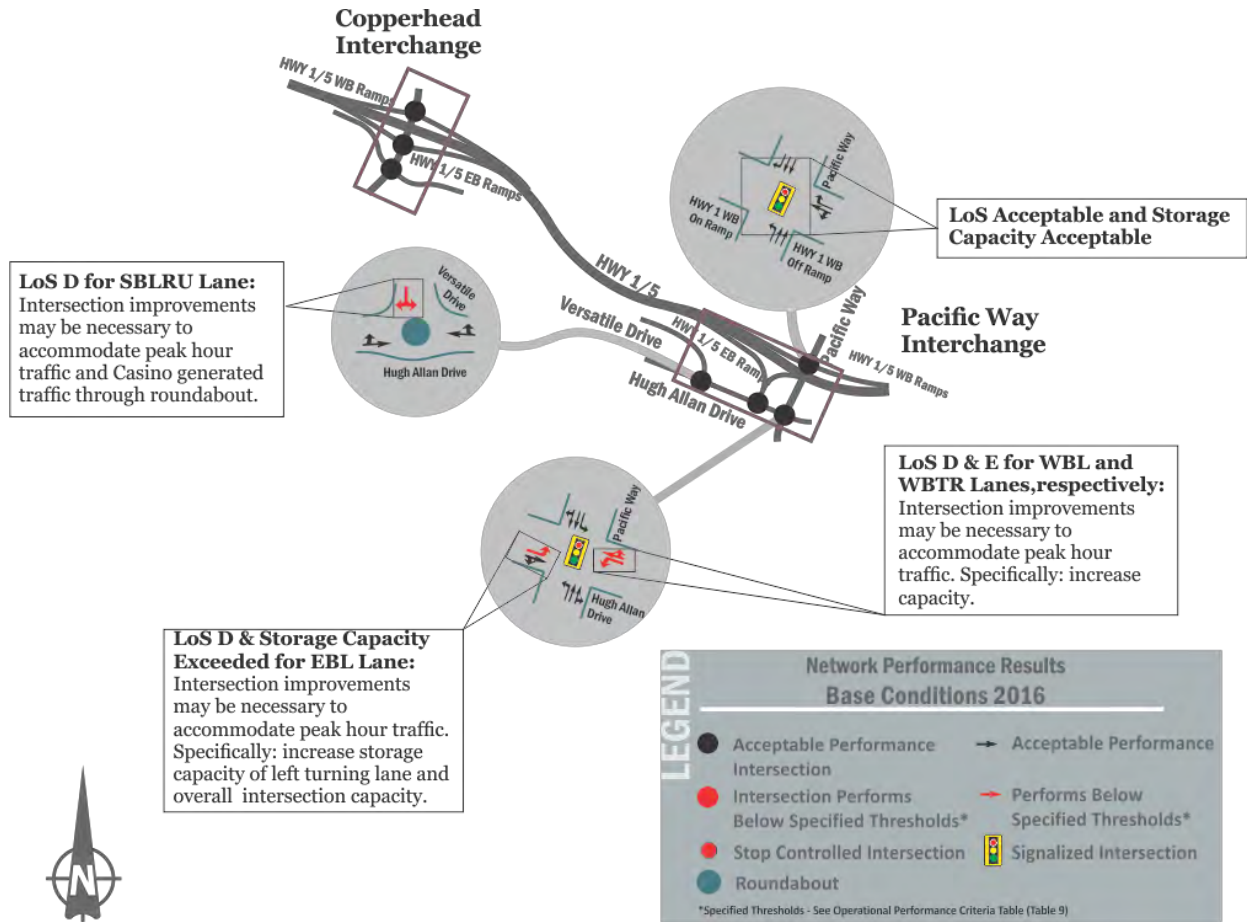 Copperhead
Interchange
HWY 1/5 WB Ramps
HWY 1/5 EB Ramps
Pacific Way
HWY 1 WB
On Ramp
HWY 1 WB
Off Ramp
LoS Acceptable and Storage
Capacity Acceptable
LoS D for SBLRU Lane:
Intersection improvements
may be necessary to
accommodate peak hour
traffic and Casino generated
traffic through roundabout.
Versatile
Drive
Hugh Allan Drive
HWY 1/5
Versatile Drive
HWY 1/5 EB Ram
Hugh Allan Drive
Pacific Way
Pacific Way
Interchange
HWY 1/5 WB Ramps
LoS D & E for WBL and
WBTR Lanes,respectively:
Intersection improvements
may be necessary to
accommodate peak hour
traffic. Specifically: increase
capacity.
Pacific Way
Hugh Allan
Drive
LoS D & Storage Capacity
Exceeded for EBL Lane:
Intersection improvements
may be necessary to
accommodate peak hour traffic.
Specifically: increase storage
capacity of left turning lane and
overall intersection capacity.
LEGEND
Network Performance Results
Base Conditions 2016
Acceptable Performance
Intersection
Acceptable Performance
Intersection Performs
Below Specified Thresholds*
Performs Below
Specified Thresholds*
Stop Controlled Intersection
Signalized Intersection
Roundabout
*Specified Thresholds - See Operational Performance Criteria Table (Table 9)
N